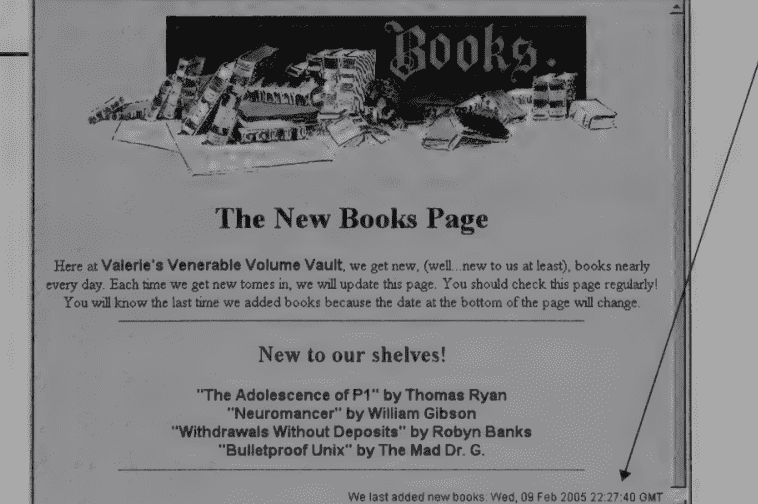 Books.
The New Books Page
Here at Valerie's Venerable Volume Vault, we get new, (well...new to us at least), books nearly
every day. Each time we get new tomes in, we will update this page. You should check this page regularly!
You will know the last time we added books because the date at the bottom of the page will change.
New to our shelves!
"The Adolescence of P1" by Thomas Ryan
"Neuromancer" by William Gibson
"Withdrawals Without Deposits" by Robyn Banks
"Bulletproof Unix" by The Mad Dr. G.
We last added new books: Wed, 09 Feb 2005 22:27:40 GMT